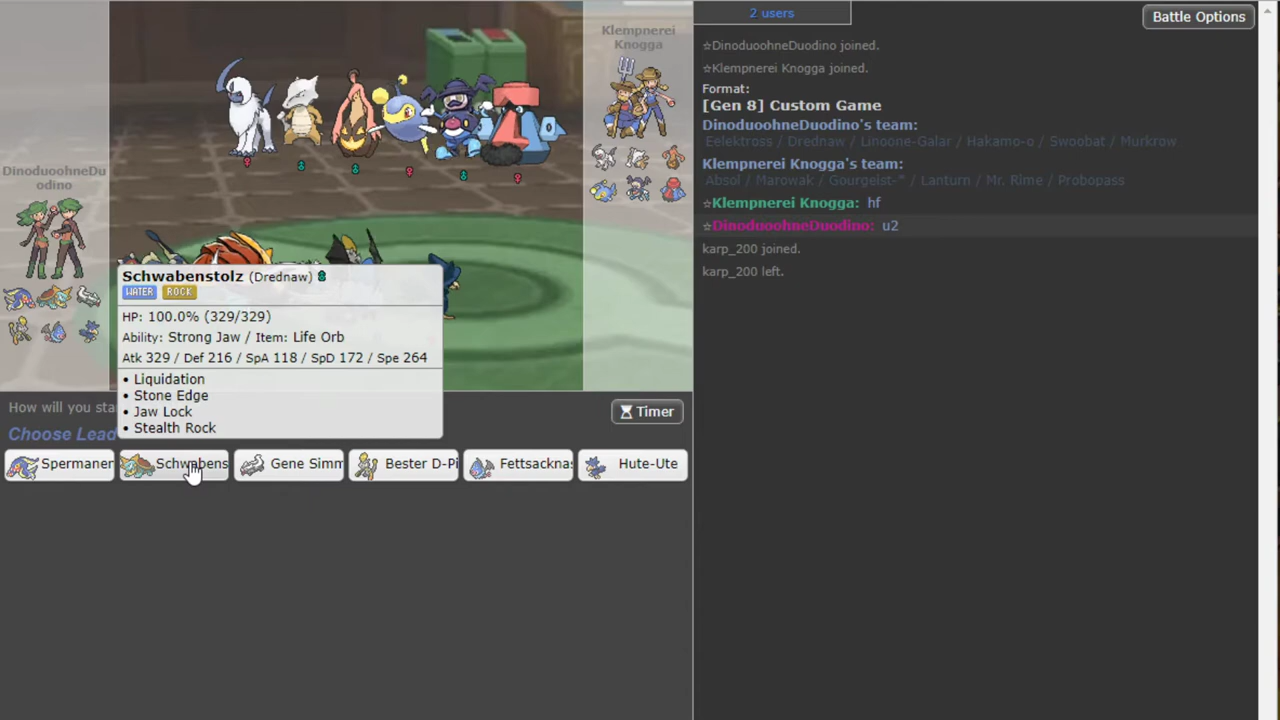 Klempnerei
Knogga
DinoduoohneDu
odino
Schwabenstolz (Drednaw)
WATER ROCK
HP: 100.0% (329/329)
Ability: Strong Jaw / Item: Life Orb
Atk 329 / Def 216 / SpA 118 / SpD 172 / Spe 264
• Liquidation
• Stone Edge
• Jaw Lock
• Stealth Rock
How will you sta
Timer
Choose Lead
Spermaner
Schwabens
Gene Simm
Bester D-Pi
Fettsacknas
Hute-Ute
2 users
Battle Options
☆DinoduoohneDuodino joined.
☆Klempnerei Knogga joined.
Format:
[Gen 8] Custom Game
DinoduoohneDuodino's team:
Eelektross / Drednaw / Linoone-Galar / Hakamo-o / Swoobat / Murkrow
Klempnerei Knogga's team:
Absol / Marowak / Gourgeist-* / Lanturn / Mr. Rime / Probopass
☆Klempnerei Knogga: hf
☆DinoduoohneDuodino: u2
karp_200 joined.
karp_200 left.